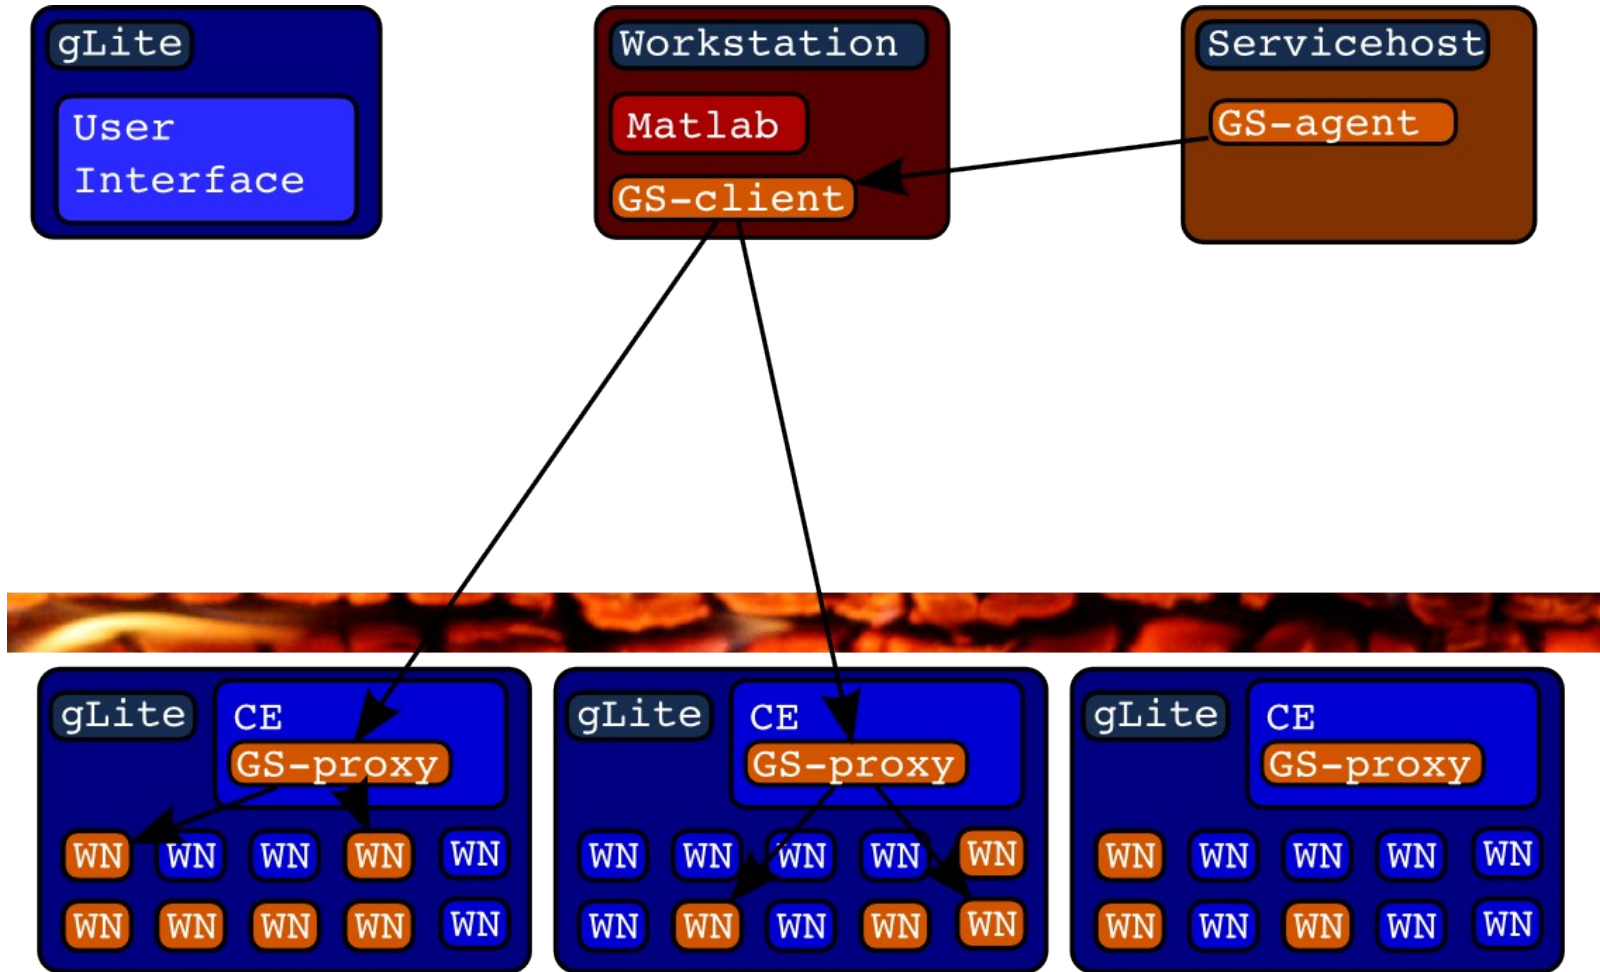 gLite
User
Interface
Workstation
Matlab
GS-client
Servicehost
GS-agent
gLite
CE
GS-proxy
WN WN WN WN WN
WN WN WN WN WN
gLite
CE
GS-proxy
WN WN WN WN WN
WN WN WN WN WN
gLite
CE
GS-proxy
WN WN WN WN WN
WN WN WN WN WN